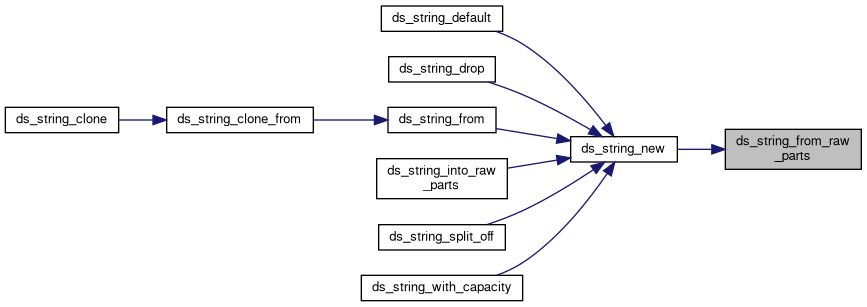 ds_string_default
ds_string_drop
ds_string_clone
ds_string_clone_from
ds_string_from
ds_string_new
ds_string_from_raw
_parts
ds_string_into_raw
_parts
ds_string_split_off
ds_string_with_capacity